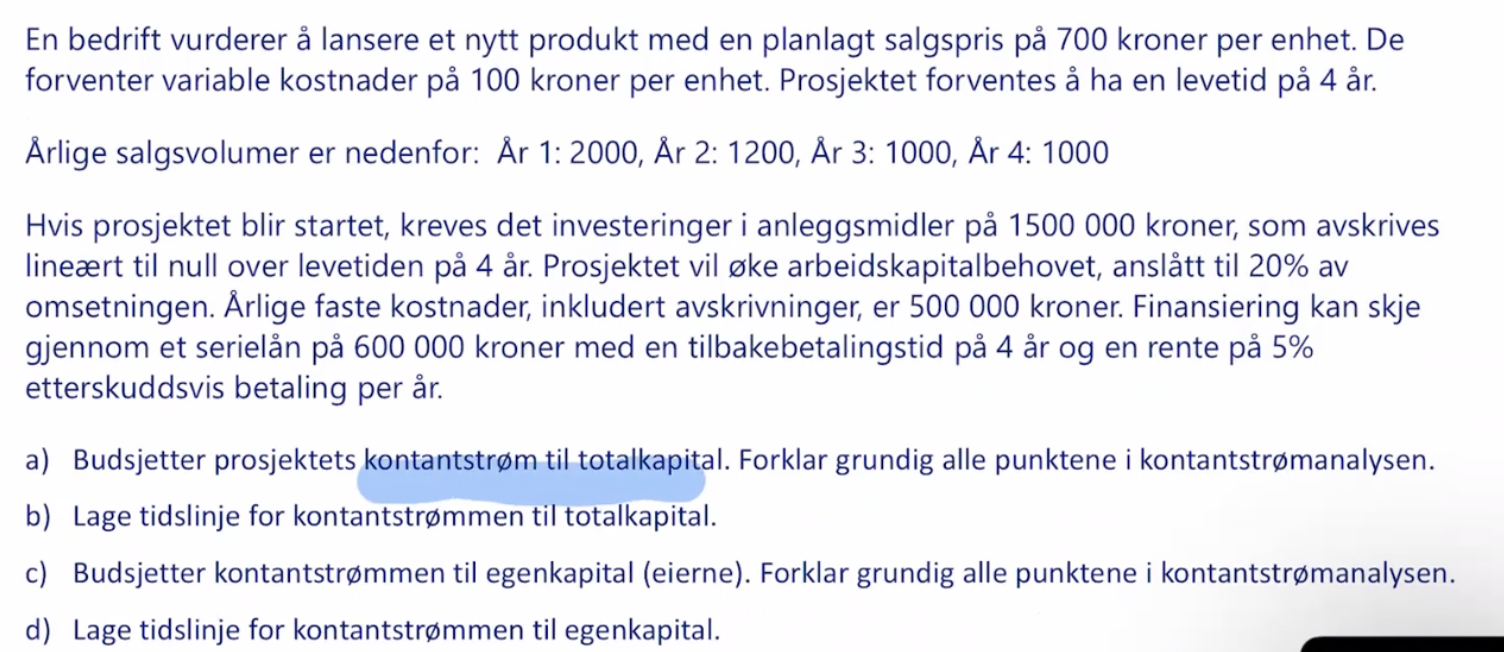 En bedrift vurderer å lansere et nytt produkt med en planlagt salgspris på 700 kroner per enhet. De
forventer variable kostnader på 100 kroner per enhet. Prosjektet forventes å ha en levetid på 4 år.
Årlige salgsvolumer er nedenfor: År 1: 2000, År 2: 1200, År 3: 1000, År 4: 1000
Hvis prosjektet blir startet, kreves det investeringer i anleggsmidler på 1500 000 kroner, som avskrives
lineært til null over levetiden på 4 år. Prosjektet vil øke arbeidskapitalbehovet, anslått til 20% av
omsetningen. Årlige faste kostnader, inkludert avskrivninger, er 500 000 kroner. Finansiering kan skje
gjennom et serielån på 600 000 kroner med en tilbakebetalingstid på 4 år og en rente på 5%
etterskuddsvis betaling per år.
a) Budsjetter prosjektets kontantstrøm til totalkapital. Forklar grundig alle punktene i kontantstrømanalysen.
b) Lage tidslinje for kontantstrømmen til totalkapital.
c) Budsjetter kontantstrømmen til egenkapital (eierne). Forklar grundig alle punktene i kontantstrømanalysen.
d) Lage tidslinje for kontantstrømmen til egenkapital.